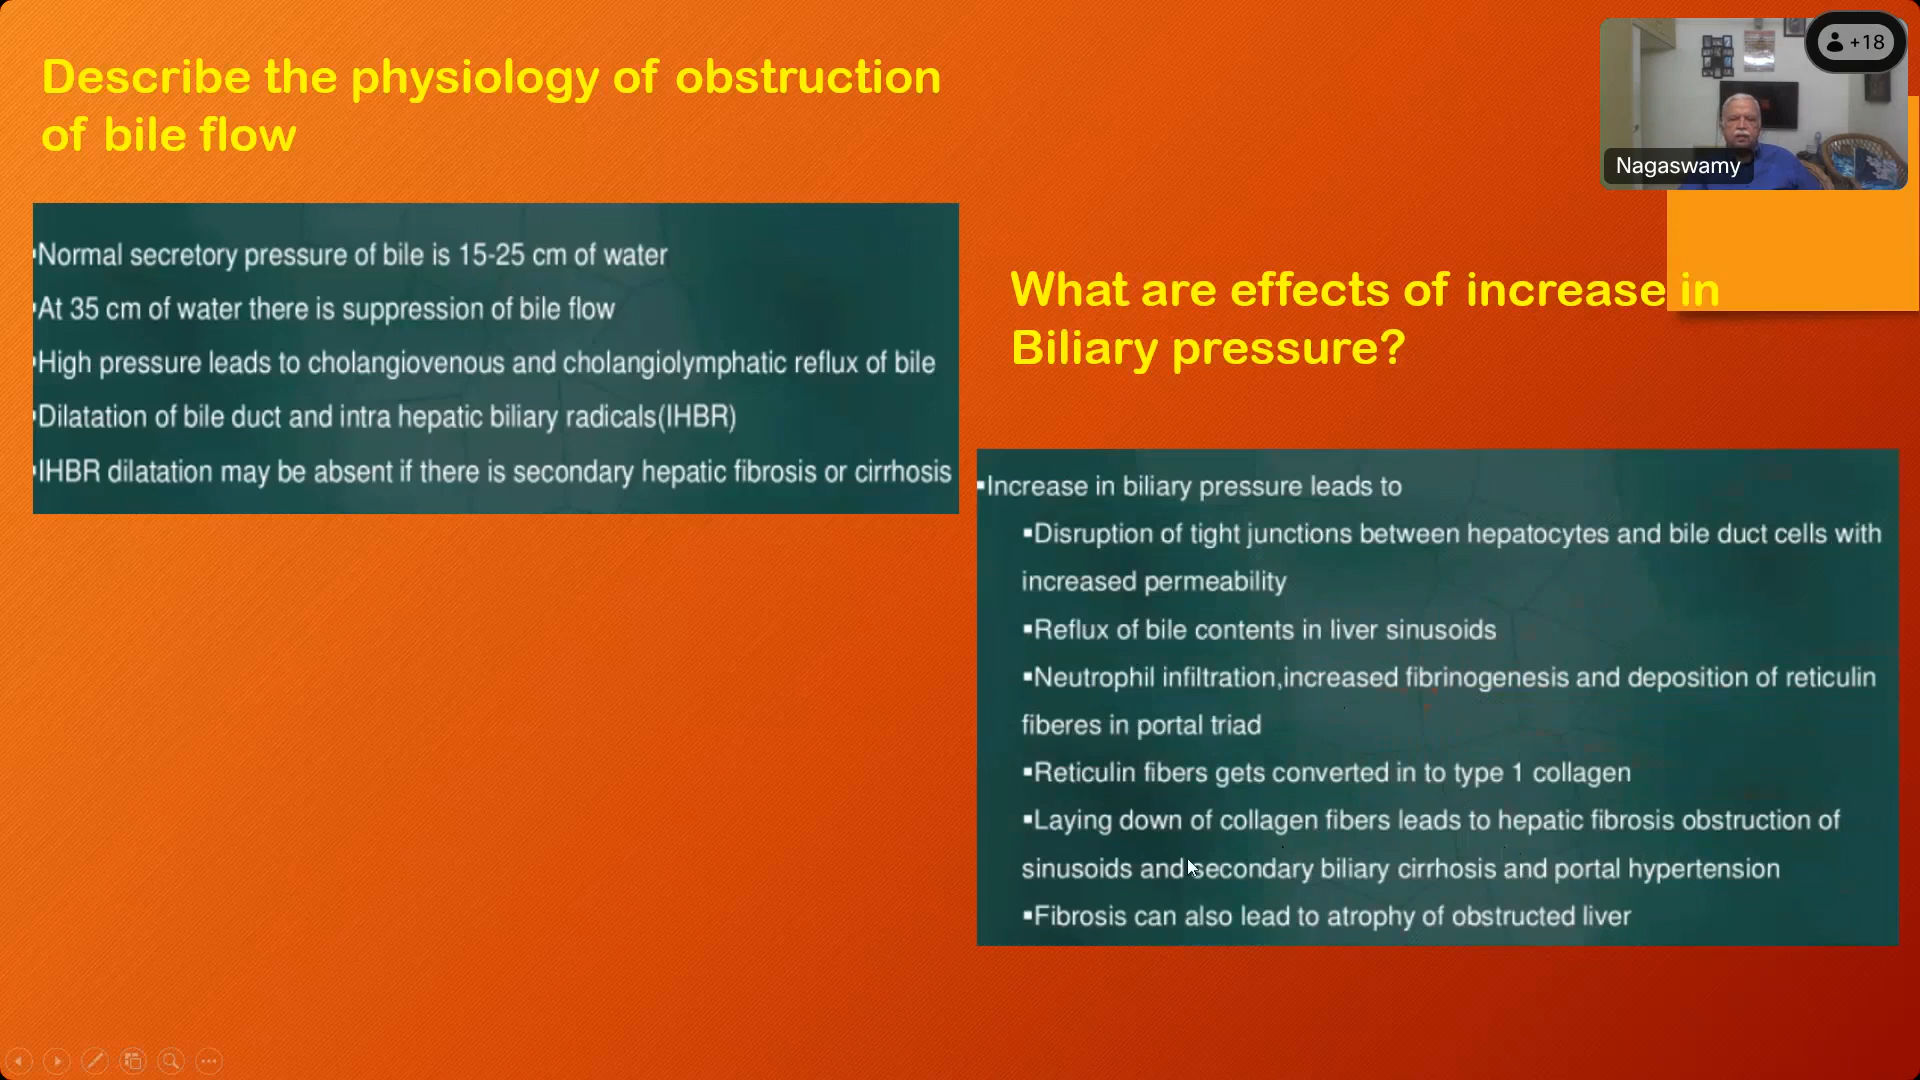 Describe the physiology of obstruction
of bile flow
•Normal secretory pressure of bile is 15-25 cm of water
•At 35 cm of water there is suppression of bile flow
•High pressure leads to cholangiovenous and cholangiolymphatic reflux of bile
•Dilatation of bile duct and intra hepatic biliary radicals(IHBR)
•IHBR dilatation may be absent if there is secondary hepatic fibrosis or cirrhosis
+18
Nagaswamy
What are effects of increase in
Biliary pressure?
▪Increase in biliary pressure leads to
▪Disruption of tight junctions between hepatocytes and bile duct cells with
increased permeability
▪Reflux of bile contents in liver sinusoids
▪Neutrophil infiltration,increased fibrinogenesis and deposition of reticulin
fiberes in portal triad
▪Reticulin fibers gets converted in to type 1 collagen
▪Laying down of collagen fibers leads to hepatic fibrosis obstruction of
sinusoids and secondary biliary cirrhosis and portal hypertension
▪Fibrosis can also lead to atrophy of obstructed liver